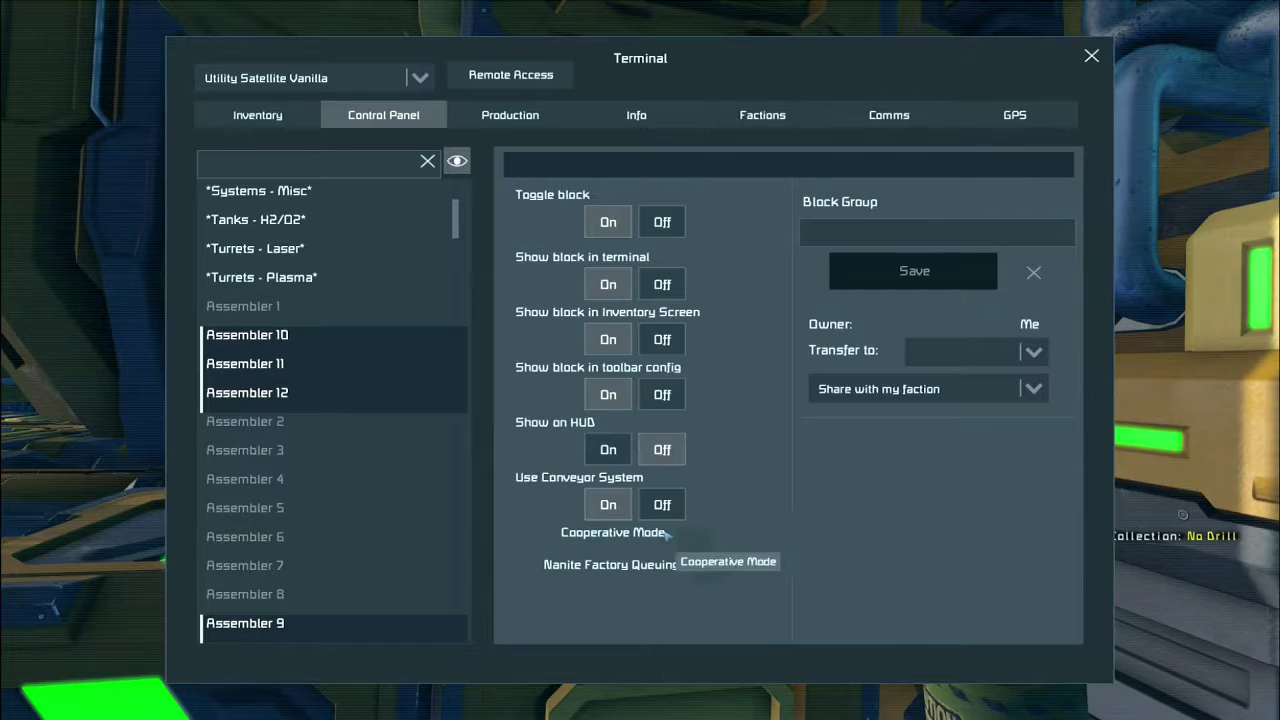 Terminal
Utility Satellite Vanilla
Remote Access
Inventory
Control Panel
Production
Info
Factions
Comms
GPS
*Systems - Misc*
*Tanks - H2/O2*
*Turrets - Laser*
*Turrets - Plasma*
Assembler 1
Assembler 10
Assembler 11
Assembler 12
Assembler 2
Assembler 3
Assembler 4
Assembler 5
Assembler 6
Assembler 7
Assembler 8
Assembler 9
Toggle block
On Off
Show block in terminal
On Off
Show block in Inventory Screen
On Off
Show block in toolbar config
On Off
Show on HUD
On Off
Use Conveyor System
On Off
Cooperative Mode
Cooperative Mode
Nanite Factory Queuing
Block Group
Save
Owner: Me
Transfer to:
Share with my faction
ollection: No Drill